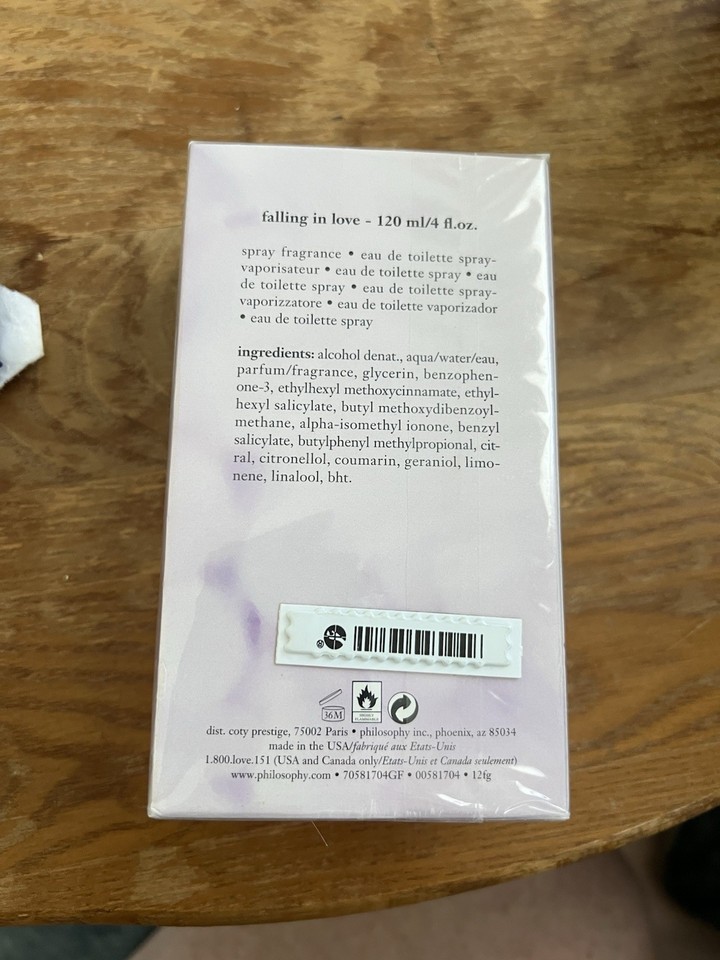 falling in love - 120 ml/4 fl.oz.
spray fragrance • eau de toilette spray-
vaporisateur • eau de toilette spray • eau
de toilette spray • eau de toilette spray-
vaporizzatore • eau de toilette vaporizador
• eau de toilette spray
ingredients: alcohol denat., aqua/water/eau,
parfum/fragrance, glycerin, benzophen-
one-3, ethylhexyl methoxycinnamate, ethyl-
hexyl salicylate, butyl methoxydibenzoyl-
methane, alpha-isomethyl ionone, benzyl
salicylate, butylphenyl methylpropional, cit-
ral, citronellol, coumarin, geraniol, limo-
nene, linalool, bht.
36M
HIGHLY
FLAMMABLE
dist. coty prestige, 75002 Paris • philosophy inc., phoenix, az 85034
made in the USA/fabriqué aux Etats-Unis
1.800.love.151 (USA and Canada only/Etats-Unis et Canada seulement)
www.philosophy.com • 70581704GF • 00581704 • 12fg